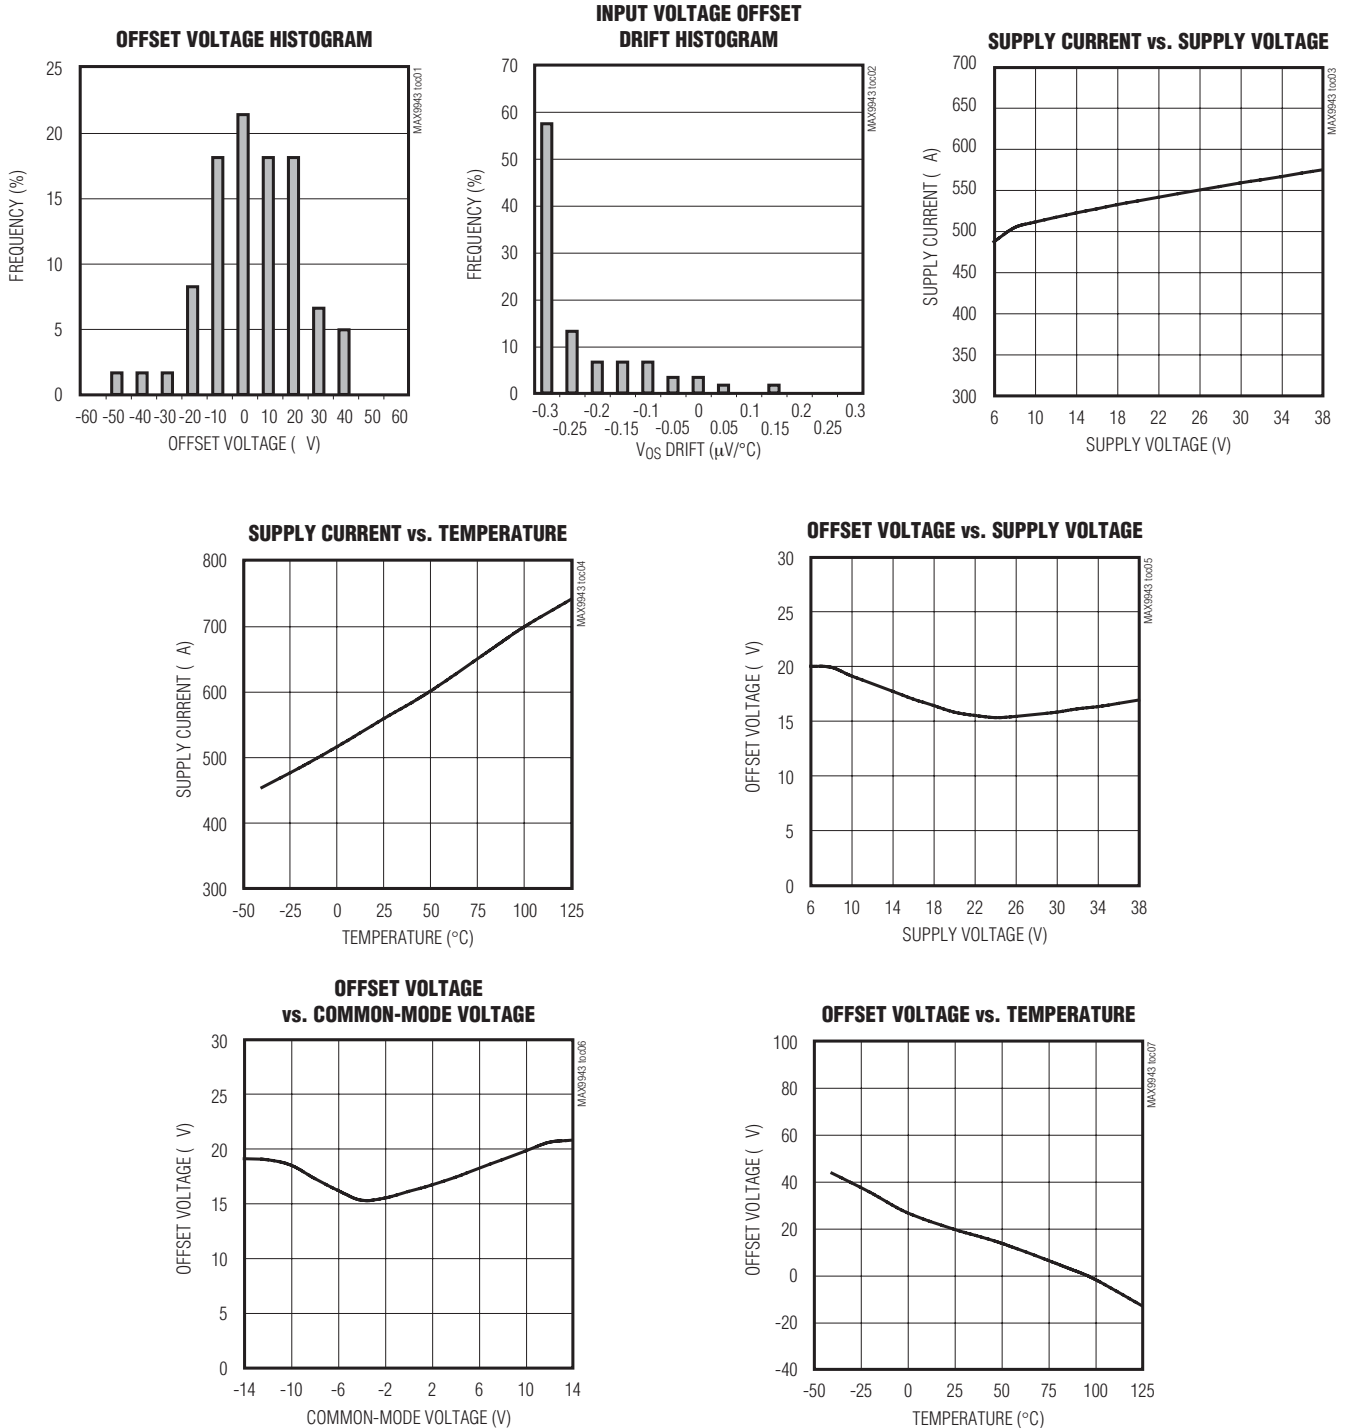 OFFSET VOLTAGE HISTOGRAM
MAX9943 toc01
FREQUENCY (%)
25
20
15
10
5
0
-60 -50 -40 -30 -20 -10 0 10 20 30 40 50 60
OFFSET VOLTAGE ( V)
INPUT VOLTAGE OFFSET
DRIFT HISTOGRAM
MAX9943 toc02
FREQUENCY (%)
70
60
50
40
30
20
10
0
-0.3 -0.2 -0.1 0 0.1 0.2 0.3
-0.25 -0.15 -0.05 0.05 0.15 0.25
VOS DRIFT (μV/°C)
SUPPLY CURRENT vs. SUPPLY VOLTAGE
MAX9943 toc03
SUPPLY CURRENT ( A)
700
650
600
550
500
450
400
350
300
6 10 14 18 22 26 30 34 38
SUPPLY VOLTAGE (V)
SUPPLY CURRENT vs. TEMPERATURE
MAX9943 toc04
SUPPLY CURRENT ( A)
800
700
600
500
400
300
-50 -25 0 25 50 75 100 125
TEMPERATURE (°C)
OFFSET VOLTAGE vs. SUPPLY VOLTAGE
MAX9943 toc05
OFFSET VOLTAGE ( V)
30
25
20
15
10
5
0
6 10 14 18 22 26 30 34 38
SUPPLY VOLTAGE (V)
OFFSET VOLTAGE
vs. COMMON-MODE VOLTAGE
MAX9943 toc06
OFFSET VOLTAGE ( V)
30
25
20
15
10
5
0
-14 -10 -6 -2 2 6 10 14
COMMON-MODE VOLTAGE (V)
OFFSET VOLTAGE vs. TEMPERATURE
MAX9943 toc07
OFFSET VOLTAGE ( V)
100
80
60
40
20
0
-20
-40
-50 -25 0 25 50 75 100 125
TEMPERATURE (°C)